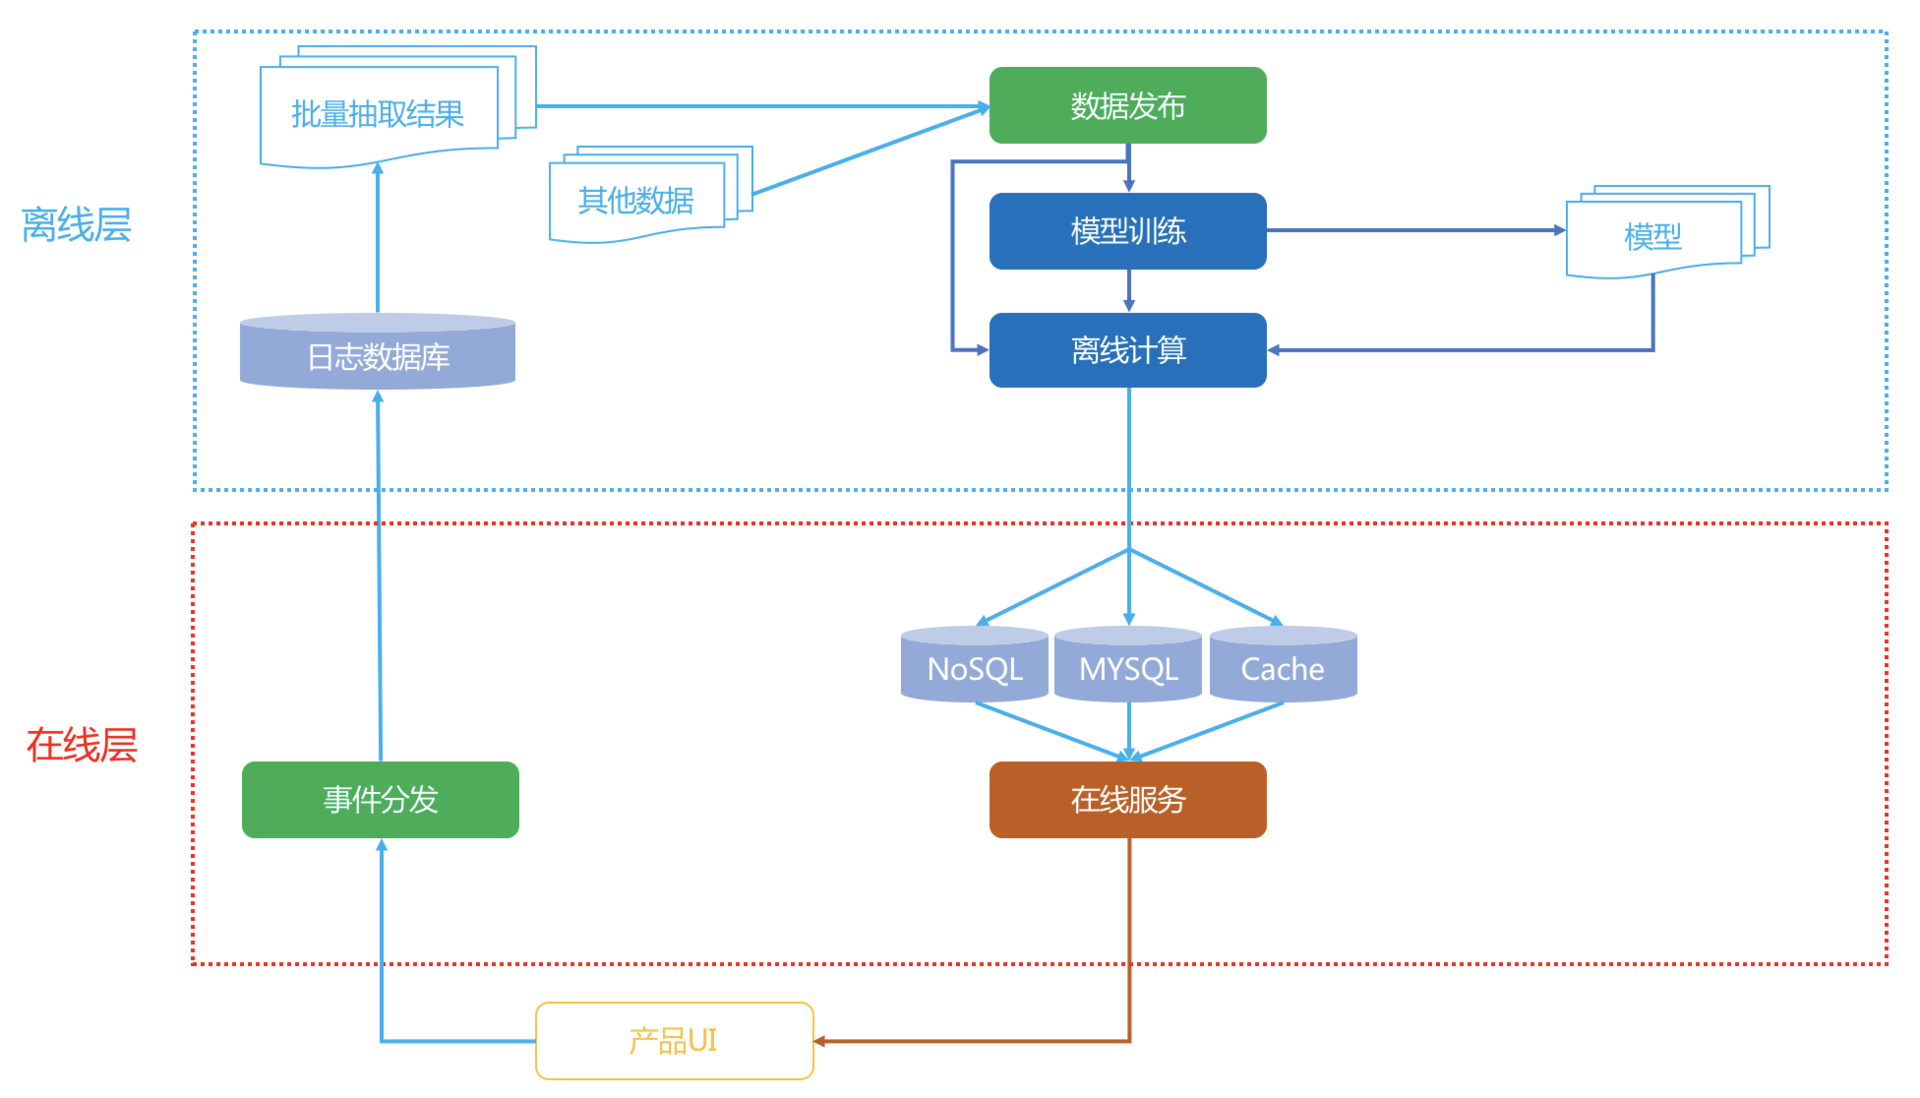 批量抽取结果
数据发布
其他数据
离线层
模型训练
模型
日志数据库
离线计算
NoSQL
MYSQL
Cache
在线层
事件分发
在线服务
产品UI